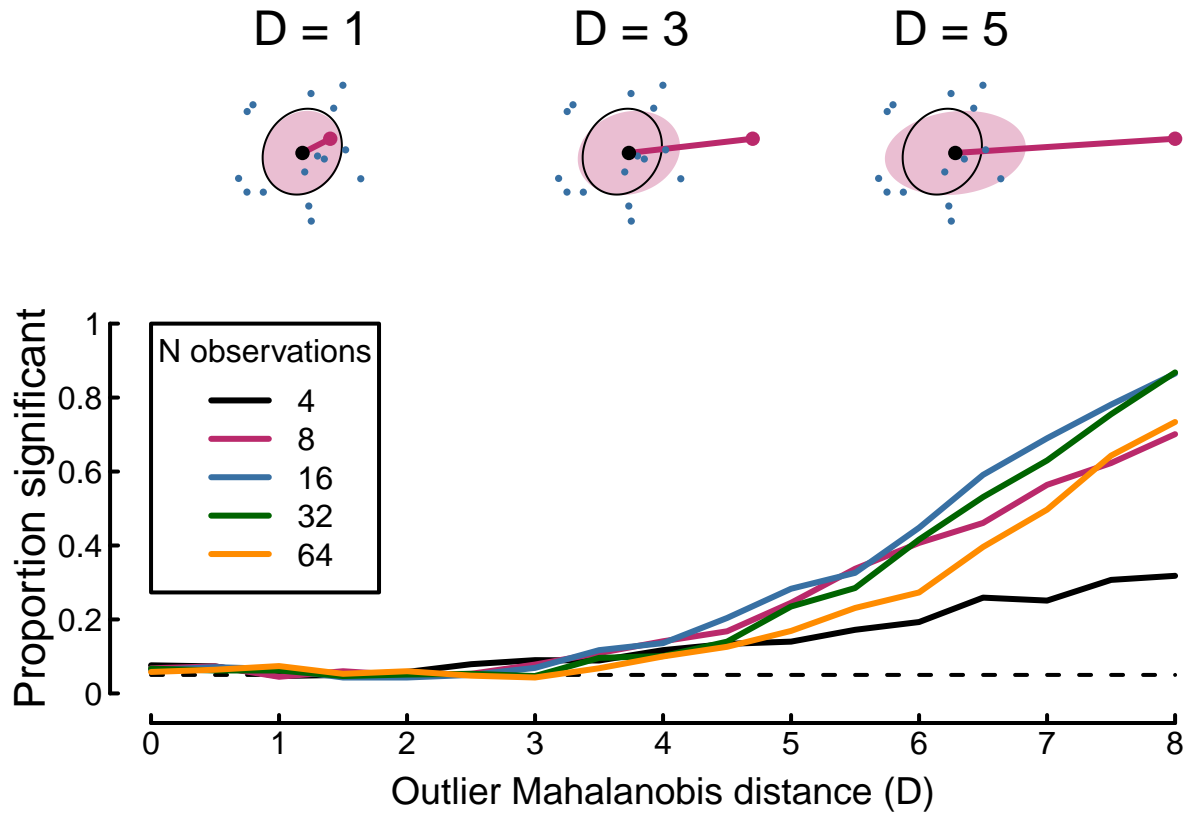 D = 1
D = 3
D = 5
Proportion significant
1
0.8
0.6
0.4
0.2
0
N observations
4
8
16
32
64
0 1 2 3 4 5 6 7 8
Outlier Mahalanobis distance (D)